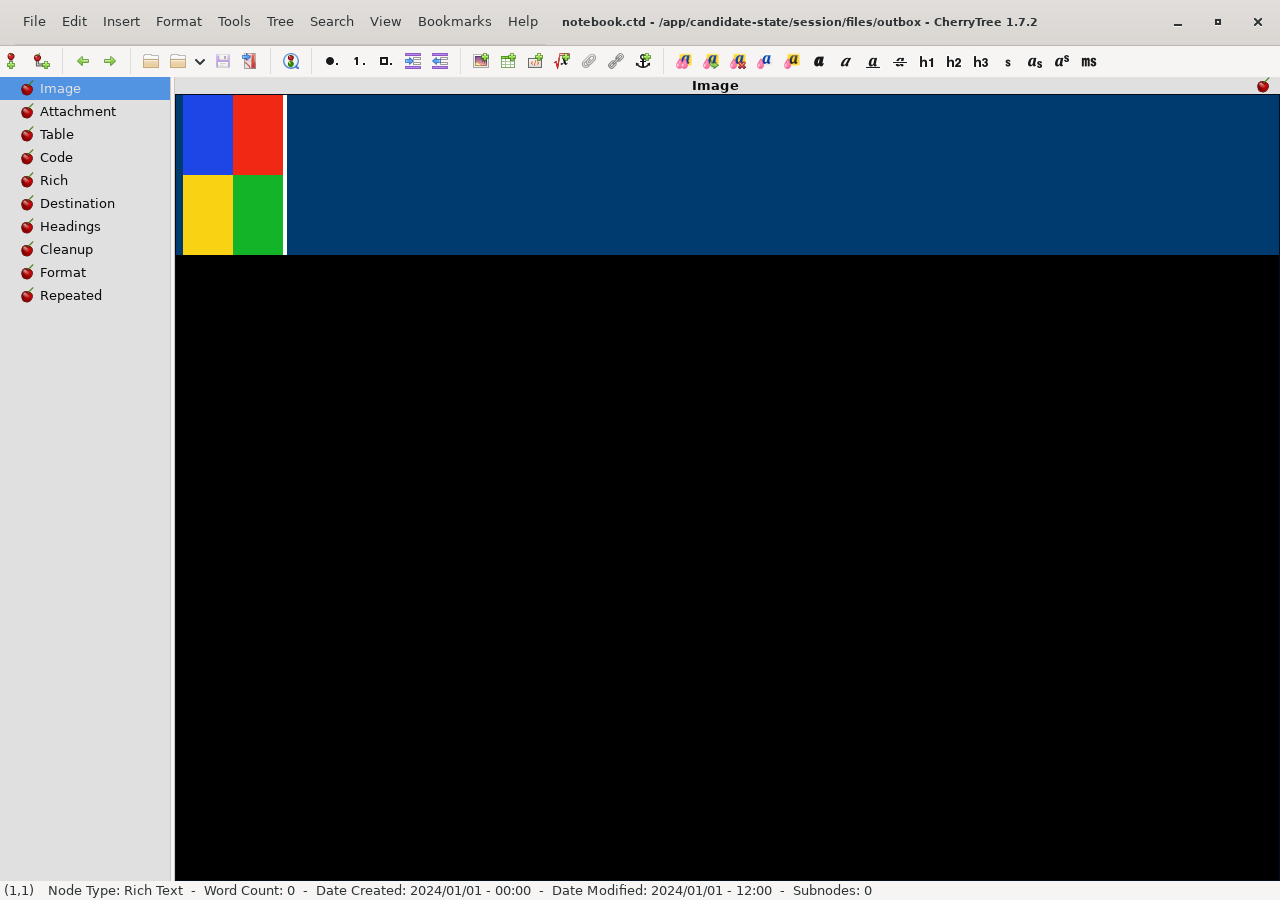 File Edit Insert Format Tools Tree Search View Bookmarks Help notebook.ctd - /app/candidate-state/session/files/outbox - CherryTree 1.7.2
1. a a a a a a a a a h1 h2 h3 s as as ms
Image
Image
Attachment
Table
Code
Rich
Destination
Headings
Cleanup
Format
Repeated
(1,1) Node Type: Rich Text - Word Count: 0 - Date Created: 2024/01/01 - 00:00 - Date Modified: 2024/01/01 - 12:00 - Subnodes: 0